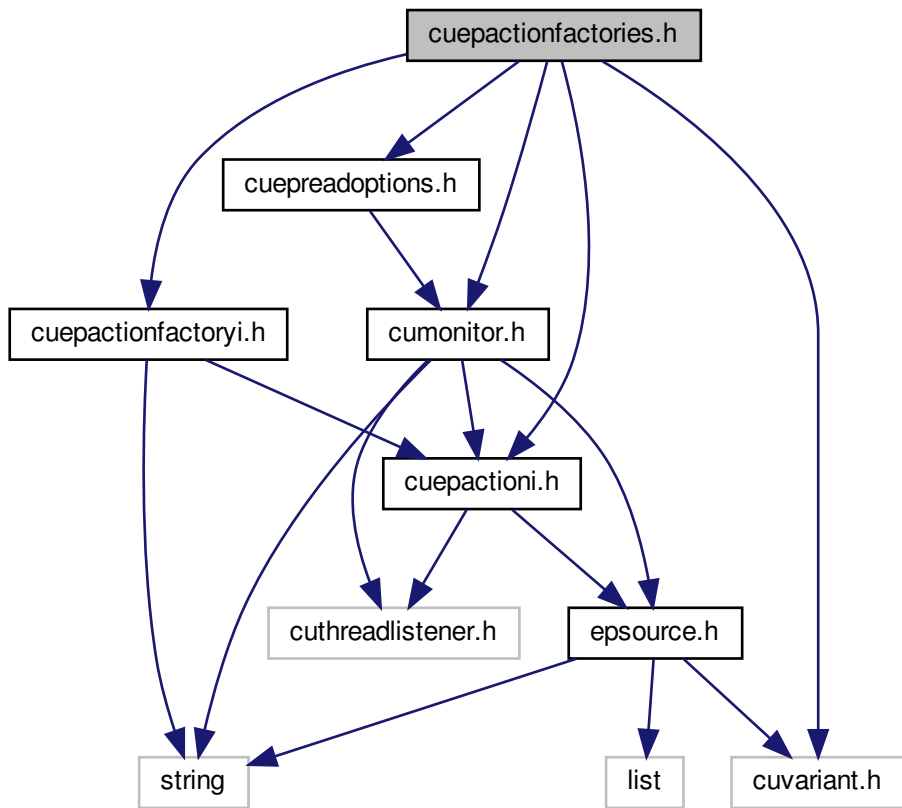 cuepactionfactories.h
cuepreadoptions.h
cuepactionfactoryi.h
cumonitor.h
cuepactioni.h
cuthreadlistener.h
epsource.h
string
list
cuvariant.h